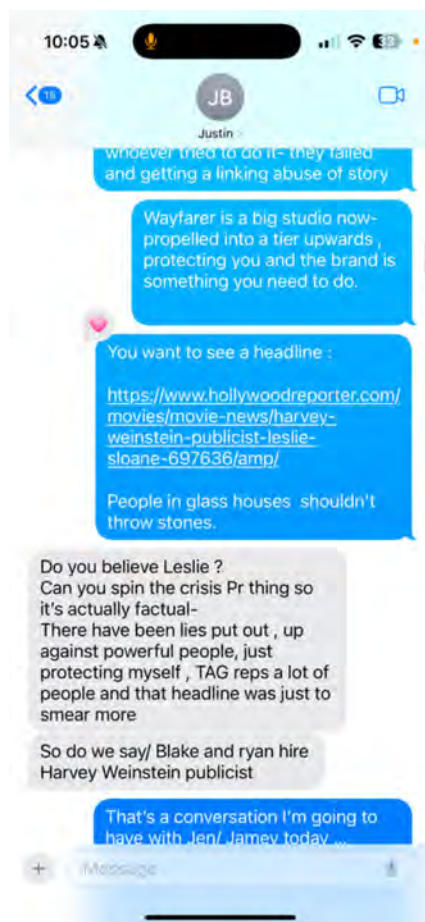 10:05
32
15
JB
Justin
whoever tried to do it- they failed
and getting a linking abuse of story
Wayfarer is a big studio now-
propelled into a tier upwards ,
protecting you and the brand is
something you need to do.
You want to see a headline :
https://www.hollywoodreporter.com/
movies/movie-news/harvey-
weinstein-publicist-leslie-
sloane-697636/amp/
People in glass houses shouldn't
throw stones.
Do you believe Leslie ?
Can you spin the crisis Pr thing so
it's actually factual-
There have been lies put out , up
against powerful people, just
protecting myself , TAG reps a lot of
people and that headline was just to
smear more
So do we say/ Blake and ryan hire
Harvey Weinstein publicist
That's a conversation I'm going to
have with Jen/ Jamey today ...
Message